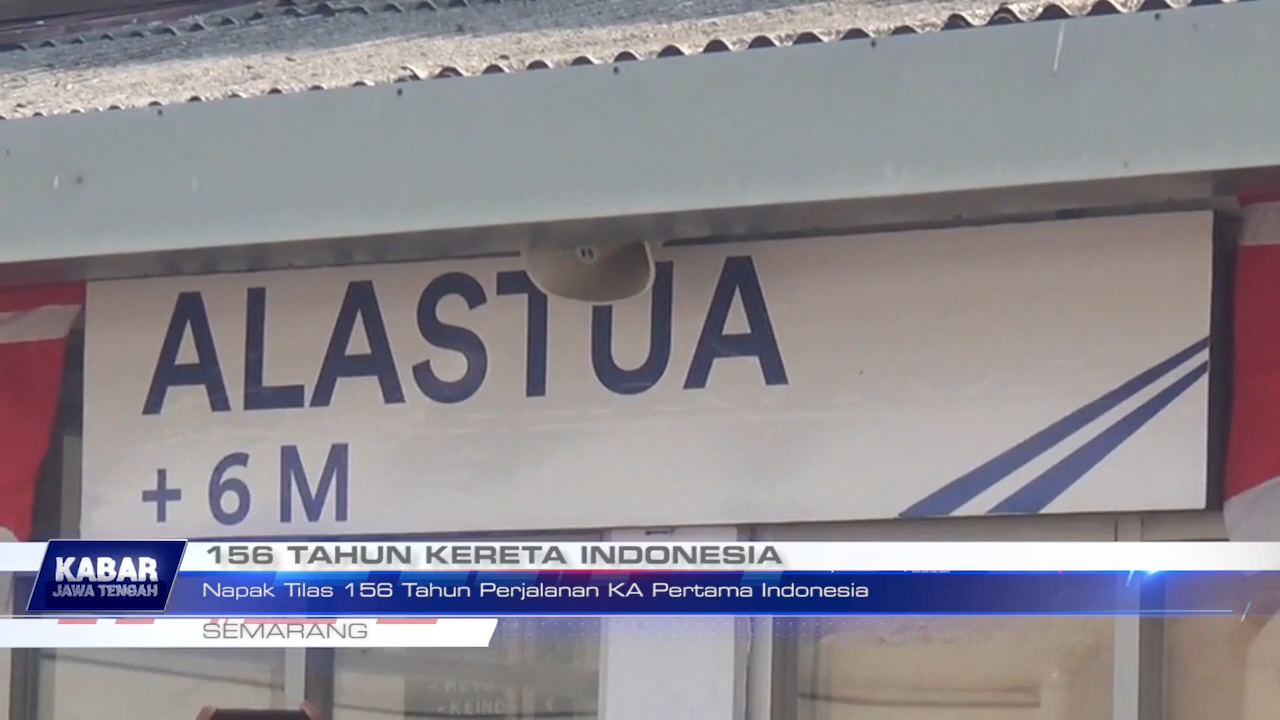 ALASTUA
+ 6 M
156 TAHUN KERETA INDONESIA
KABAR
JAWA TENGAH
Napak Tilas 156 Tahun Perjalanan KA Pertama Indonesia
SEMARANG